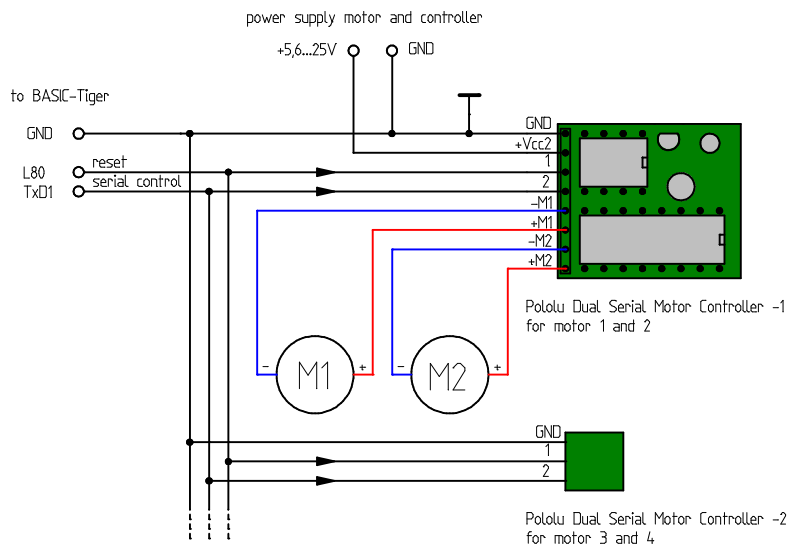 power supply motor and controller
+5,6...25V
GND
to BASIC-Tiger
GND
GND
+Vcc2
reset
1
L80
serial control
2
TxD1
-M1
+M1
-M2
+M2
Pololu Dual Serial Motor Controller -1
for motor 1 and 2
- M1 +
- M2 +
GND
1
2
Pololu Dual Serial Motor Controller -2
for motor 3 and 4